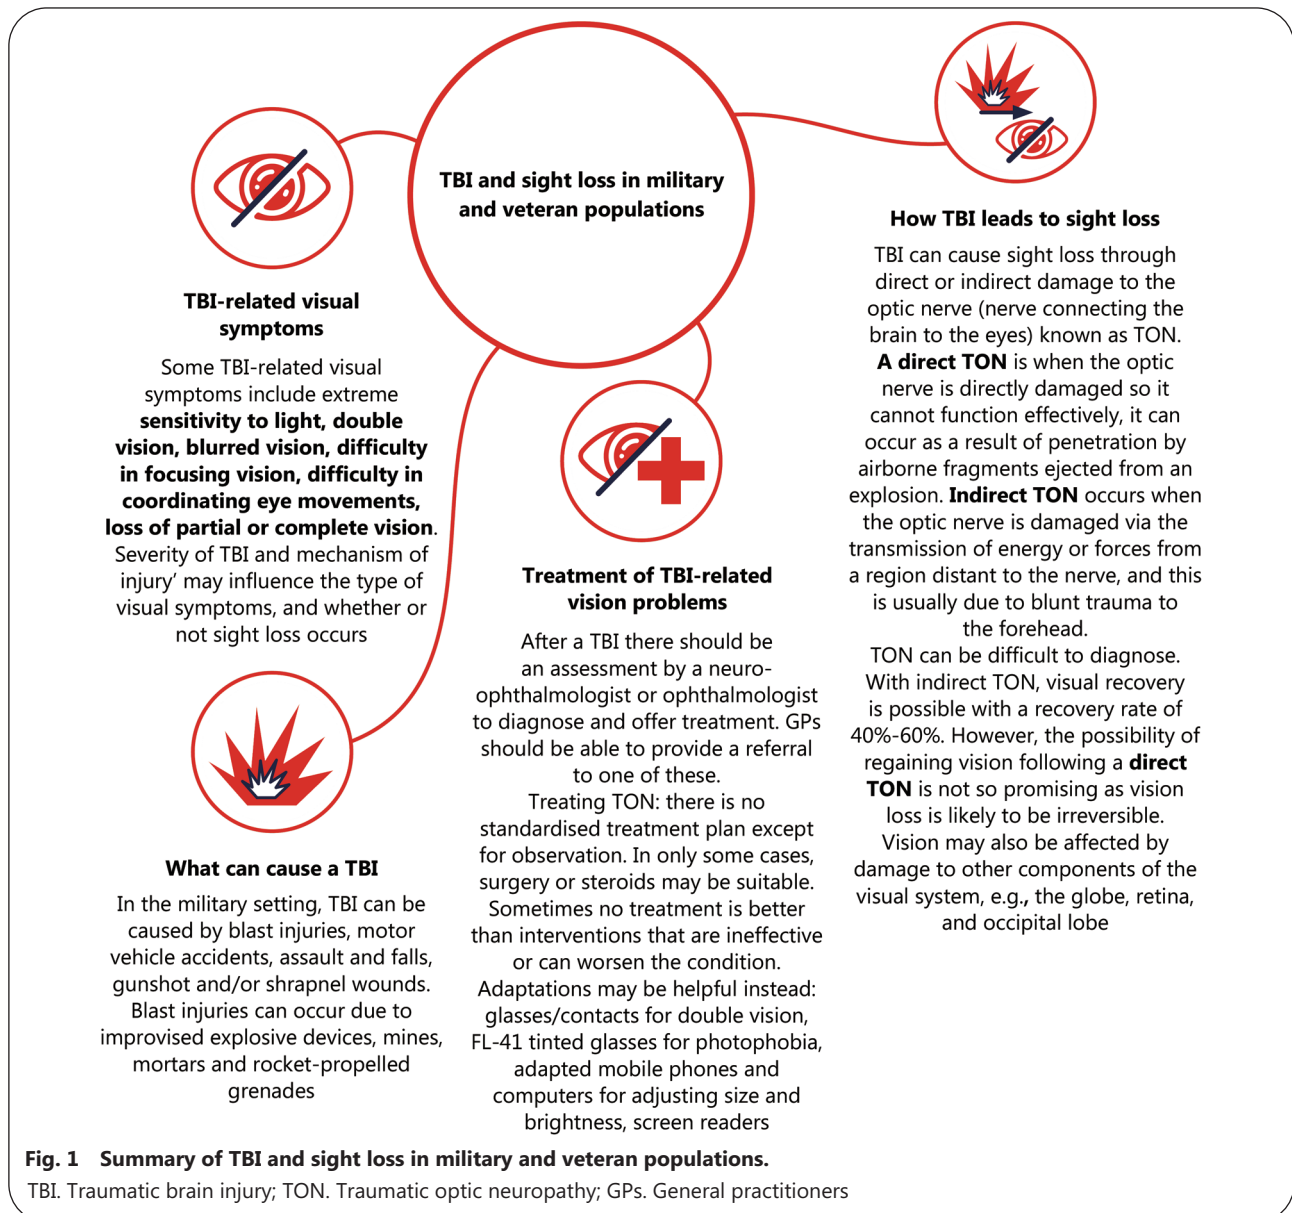 TBI and sight loss in military
and veteran populations
TBI-related visual
symptoms
Some TBI-related visual
symptoms include extreme
sensitivity to light, double
vision, blurred vision, difficulty
in focusing vision, difficulty in
coordinating eye movements,
loss of partial or complete vision.
Severity of TBI and mechanism of
injury’ may influence the type of
visual symptoms, and whether or
not sight loss occurs
What can cause a TBI
In the military setting, TBI can be
caused by blast injuries, motor
vehicle accidents, assault and falls,
gunshot and/or shrapnel wounds.
Blast injuries can occur due to
improvised explosive devices, mines,
mortars and rocket-propelled
grenades
Treatment of TBI-related
vision problems
After a TBI there should be
an assessment by a neuro-
ophthalmologist or ophthalmologist
to diagnose and offer treatment. GPs
should be able to provide a referral
to one of these.
Treating TON: there is no
standardised treatment plan except
for observation. In only some cases,
surgery or steroids may be suitable.
Sometimes no treatment is better
than interventions that are ineffective
or can worsen the condition.
Adaptations may be helpful instead:
glasses/contacts for double vision,
FL-41 tinted glasses for photophobia,
adapted mobile phones and
computers for adjusting size and
brightness, screen readers
How TBI leads to sight loss
TBI can cause sight loss through
direct or indirect damage to the
optic nerve (nerve connecting the
brain to the eyes) known as TON.
A direct TON is when the optic
nerve is directly damaged so it
cannot function effectively, it can
occur as a result of penetration by
airborne fragments ejected from an
explosion. Indirect TON occurs when
the optic nerve is damaged via the
transmission of energy or forces from
a region distant to the nerve, and this
is usually due to blunt trauma to
the forehead.
TON can be difficult to diagnose.
With indirect TON, visual recovery
is possible with a recovery rate of
40%-60%. However, the possibility of
regaining vision following a direct
TON is not so promising as vision
loss is likely to be irreversible.
Vision may also be affected by
damage to other components of the
visual system, e.g., the globe, retina,
and occipital lobe
Fig. 1 Summary of TBI and sight loss in military and veteran populations.
TBI. Traumatic brain injury; TON. Traumatic optic neuropathy; GPs. General practitioners